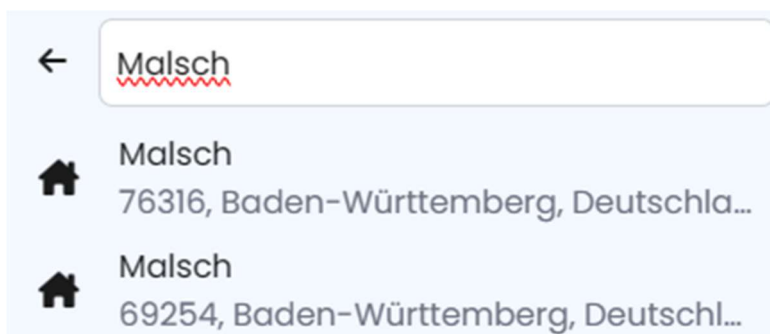 Malsch
Malsch
76316, Baden-Württemberg, Deutschla...
Malsch
69254, Baden-Württemberg, Deutschl...